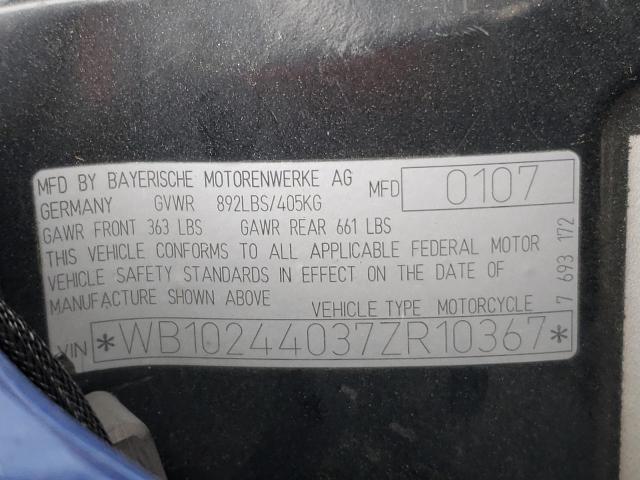 MFD BY BAYERISCHE MOTORENWERKE AG MFD 0107
GERMANY GVWR 892LBS/405KG
GAWR FRONT 363 LBS GAWR REAR 661 LBS
THIS VEHICLE CONFORMS TO ALL APPLICABLE FEDERAL MOTOR
VEHICLE SAFETY STANDARDS IN EFFECT ON THE DATE OF
MANUFACTURE SHOWN ABOVE
VEHICLE TYPE MOTORCYCLE
7 693 172
VIN *WB10244037ZR10367*